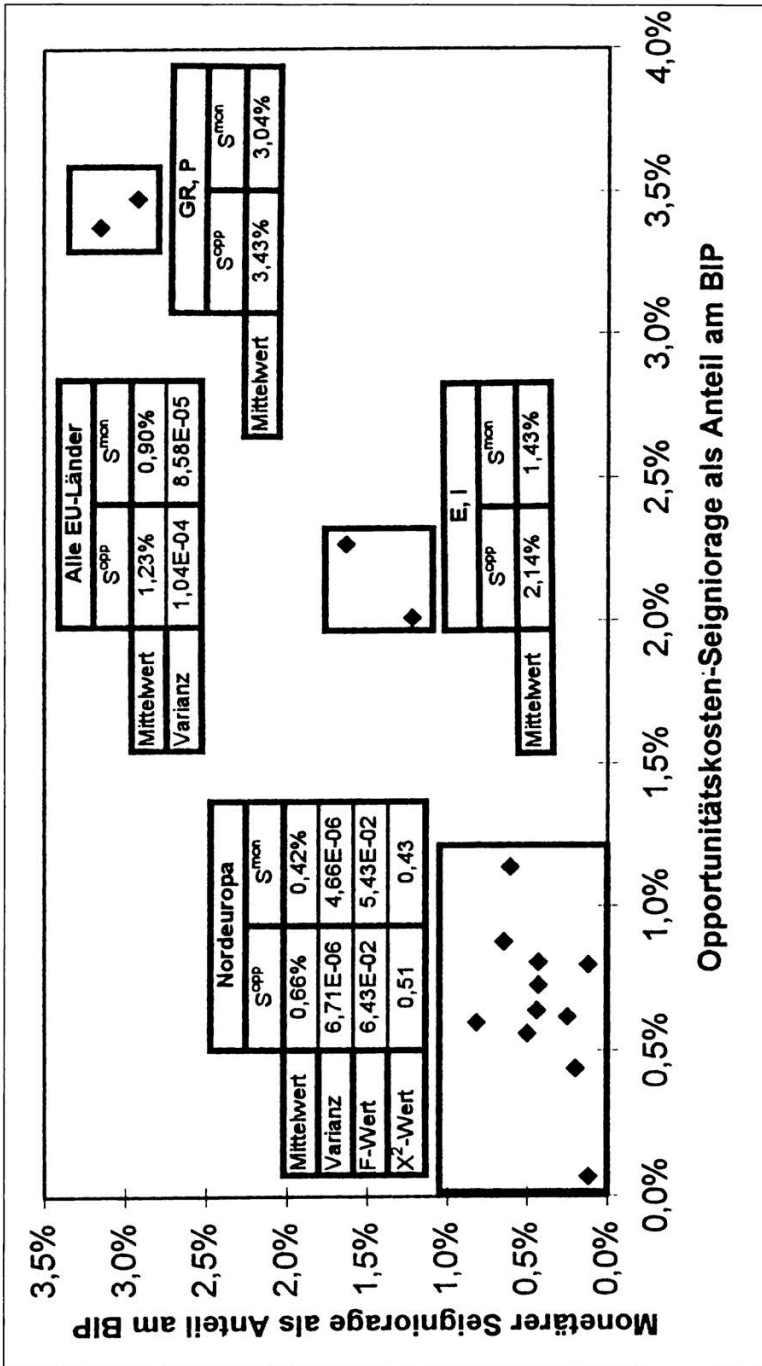 Monetärer Seigniorage als Anteil am BIP
3,5%
3,0%
2,5%
2,0%
1,5%
1,0%
0,5%
0,0%
Nordeuropa
S^opp S^mon
Mittelwert 0,66% 0,42%
Varianz 6,71E-06 4,66E-06
F-Wert 6,43E-02 5,43E-02
X²-Wert 0,51 0,43
Alle EU-Länder
S^opp S^mon
Mittelwert 1,23% 0,90%
Varianz 1,04E-04 8,58E-05
GR, P
S^opp S^mon
Mittelwert 3,43% 3,04%
E, I
S^opp S^mon
Mittelwert 2,14% 1,43%
0,0% 0,5% 1,0% 1,5% 2,0% 2,5% 3,0% 3,5% 4,0%
Opportunitätskosten-Seigniorage als Anteil am BIP